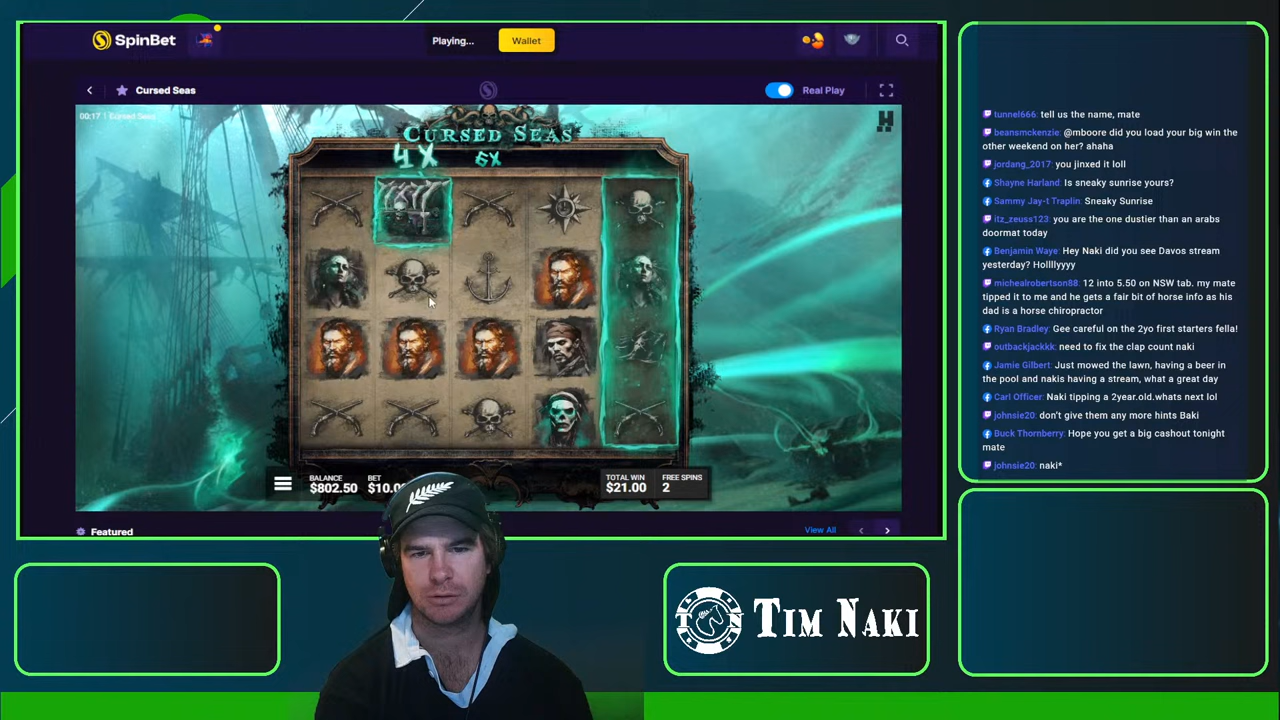 SpinBet
Playing...
Wallet
Cursed Seas
Real Play
00:17 | Cursed Seas
CURSED SEAS
4X
6X
BALANCE
$802.50
BET
TOTAL WIN
$21.00
FREE SPINS
2
Featured
View All
TIM NAKI
tunnel666: tell us the name, mate
beansmckenzie: @mboore did you load your big win the
other weekend on her? ahaha
jordang_2017: you jinxed it loll
Shayne Harland: Is sneaky sunrise yours?
Sammy Jay-t Traplin: Sneaky Sunrise
itz_zeuss123: you are the one dustier than an arabs
doormat today
Benjamin Waye: Hey Naki did you see Davos stream
yesterday? Hollllyyyy
michealrobertson88: 12 into 5.50 on NSW tab. my mate
tipped it to me and he gets a fair bit of horse info as his
dad is a horse chiropractor
Ryan Bradley: Gee careful on the 2yo first starters fella!
outbackjackkk: need to fix the clap count naki
Jamie Gilbert: Just mowed the lawn, having a beer in
the pool and nakis having a stream, what a great day
Carl Officer: Naki tipping a 2year.old.whats next lol
johnsie20: don't give them any more hints Baki
Buck Thornberry: Hope you get a big cashout tonight
mate
johnsie20: naki*